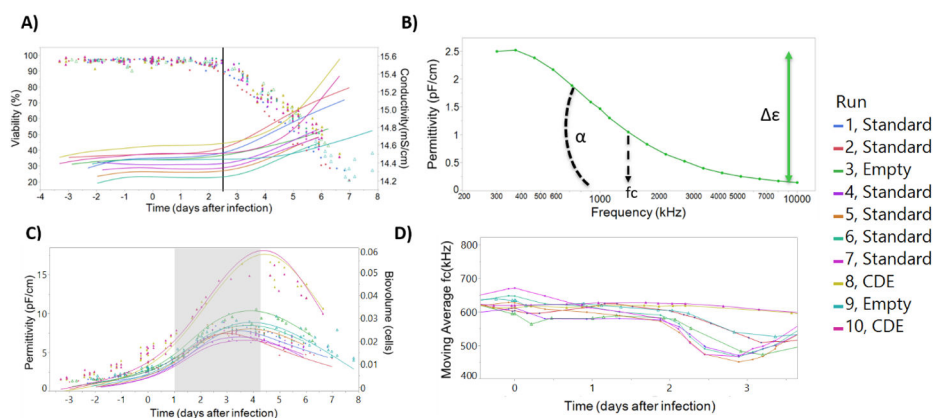 A)
100
90
80
70
60
50
40
30
20
Viability (%)
15.6
15.4
15.2
15.0
14.8
14.6
14.4
14.2
Conductivity(mS/cm)
-4 -3 -2 -1 0 1 2 3 4 5 6 7 8
Time (days after infection)
B)
2.5
2
1.5
1
0.5
0
Permittivity (pF/cm)
α
fc
Δε
200 300 400 500 600 1000 2000 3000 4000 5000 7000 10000
Frequency (kHz)
C)
15
10
5
0
Permittivity (pF/cm)
0.06
0.05
0.04
0.03
0.02
0.01
0
Biovolume (cells)
-3 -2 -1 0 1 2 3 4 5 6 7 8
Time (days after infection)
D)
800
700
600
500
400
Moving Average fc(kHz)
0 1 2 3
Time (days after infection)
Run
1, Standard
2, Standard
3, Empty
4, Standard
5, Standard
6, Standard
7, Standard
8, CDE
9, Empty
10, CDE